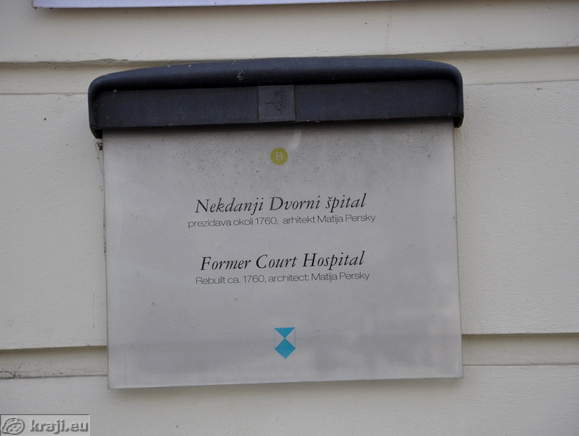 Nekdanji Dvorni špital
prezidava okoli 1760, arhitekt Matija Persky
Former Court Hospital
Rebuilt ca. 1760, architect: Matija Persky
kraji.eu